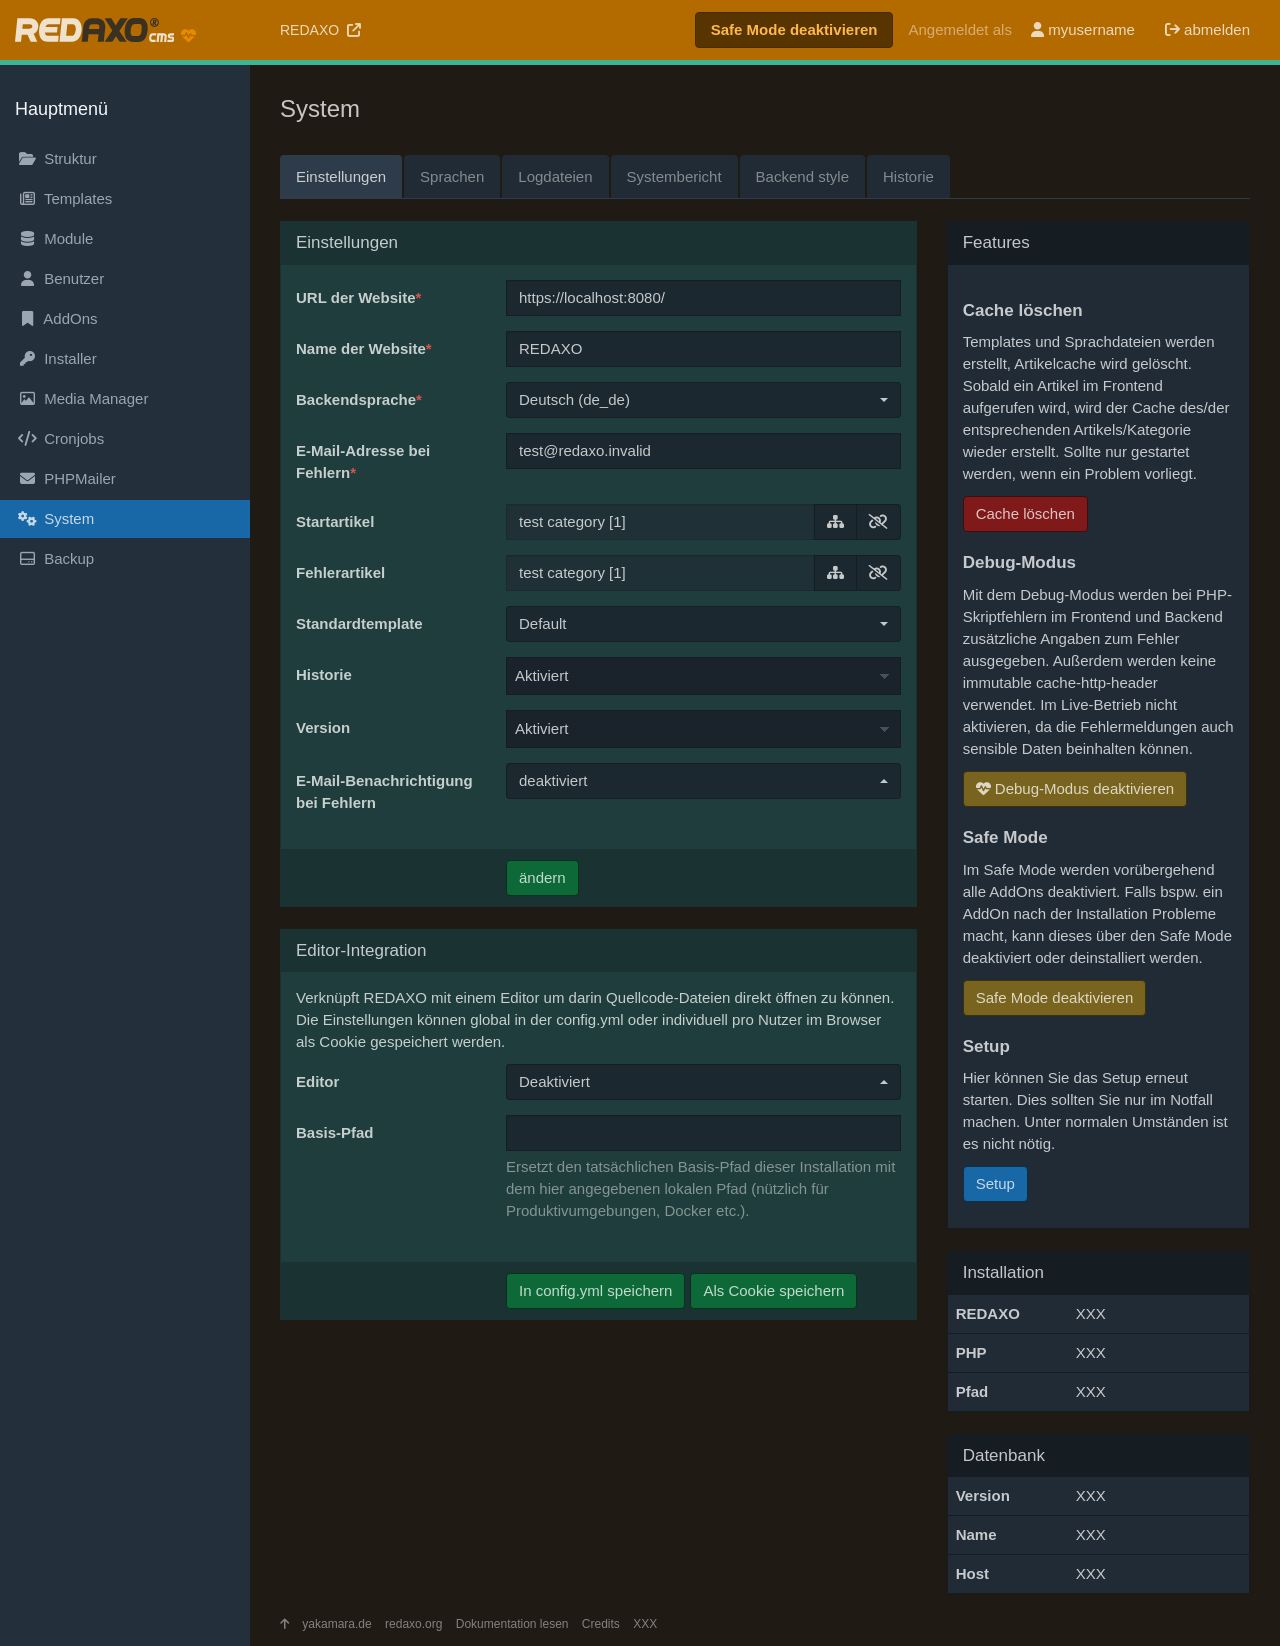 REDAXO® cms
REDAXO
Safe Mode deaktivieren
Angemeldet als
myusername
abmelden
Hauptmenü
Struktur
Templates
Module
Benutzer
AddOns
Installer
Media Manager
Cronjobs
PHPMailer
System
Backup
System
Einstellungen
Sprachen
Logdateien
Systembericht
Backend style
Historie
Einstellungen
URL der Website*
https://localhost:8080/
Name der Website*
REDAXO
Backendsprache*
Deutsch (de_de)
E-Mail-Adresse bei
Fehlern*
test@redaxo.invalid
Startartikel
test category [1]
Fehlerartikel
test category [1]
Standardtemplate
Default
Historie
Aktiviert
Version
Aktiviert
E-Mail-Benachrichtigung
bei Fehlern
deaktiviert
ändern
Editor-Integration
Verknüpft REDAXO mit einem Editor um darin Quellcode-Dateien direkt öffnen zu können.
Die Einstellungen können global in der config.yml oder individuell pro Nutzer im Browser
als Cookie gespeichert werden.
Editor
Deaktiviert
Basis-Pfad
Ersetzt den tatsächlichen Basis-Pfad dieser Installation mit
dem hier angegebenen lokalen Pfad (nützlich für
Produktivumgebungen, Docker etc.).
In config.yml speichern
Als Cookie speichern
Features
Cache löschen
Templates und Sprachdateien werden
erstellt, Artikelcache wird gelöscht.
Sobald ein Artikel im Frontend
aufgerufen wird, wird der Cache des/der
entsprechenden Artikels/Kategorie
wieder erstellt. Sollte nur gestartet
werden, wenn ein Problem vorliegt.
Cache löschen
Debug-Modus
Mit dem Debug-Modus werden bei PHP-
Skriptfehlern im Frontend und Backend
zusätzliche Angaben zum Fehler
ausgegeben. Außerdem werden keine
immutable cache-http-header
verwendet. Im Live-Betrieb nicht
aktivieren, da die Fehlermeldungen auch
sensible Daten beinhalten können.
Debug-Modus deaktivieren
Safe Mode
Im Safe Mode werden vorübergehend
alle AddOns deaktiviert. Falls bspw. ein
AddOn nach der Installation Probleme
macht, kann dieses über den Safe Mode
deaktiviert oder deinstalliert werden.
Safe Mode deaktivieren
Setup
Hier können Sie das Setup erneut
starten. Dies sollten Sie nur im Notfall
machen. Unter normalen Umständen ist
es nicht nötig.
Setup
Installation
REDAXO XXX
PHP XXX
Pfad XXX
Datenbank
Version XXX
Name XXX
Host XXX
yakamara.de
redaxo.org
Dokumentation lesen
Credits
XXX